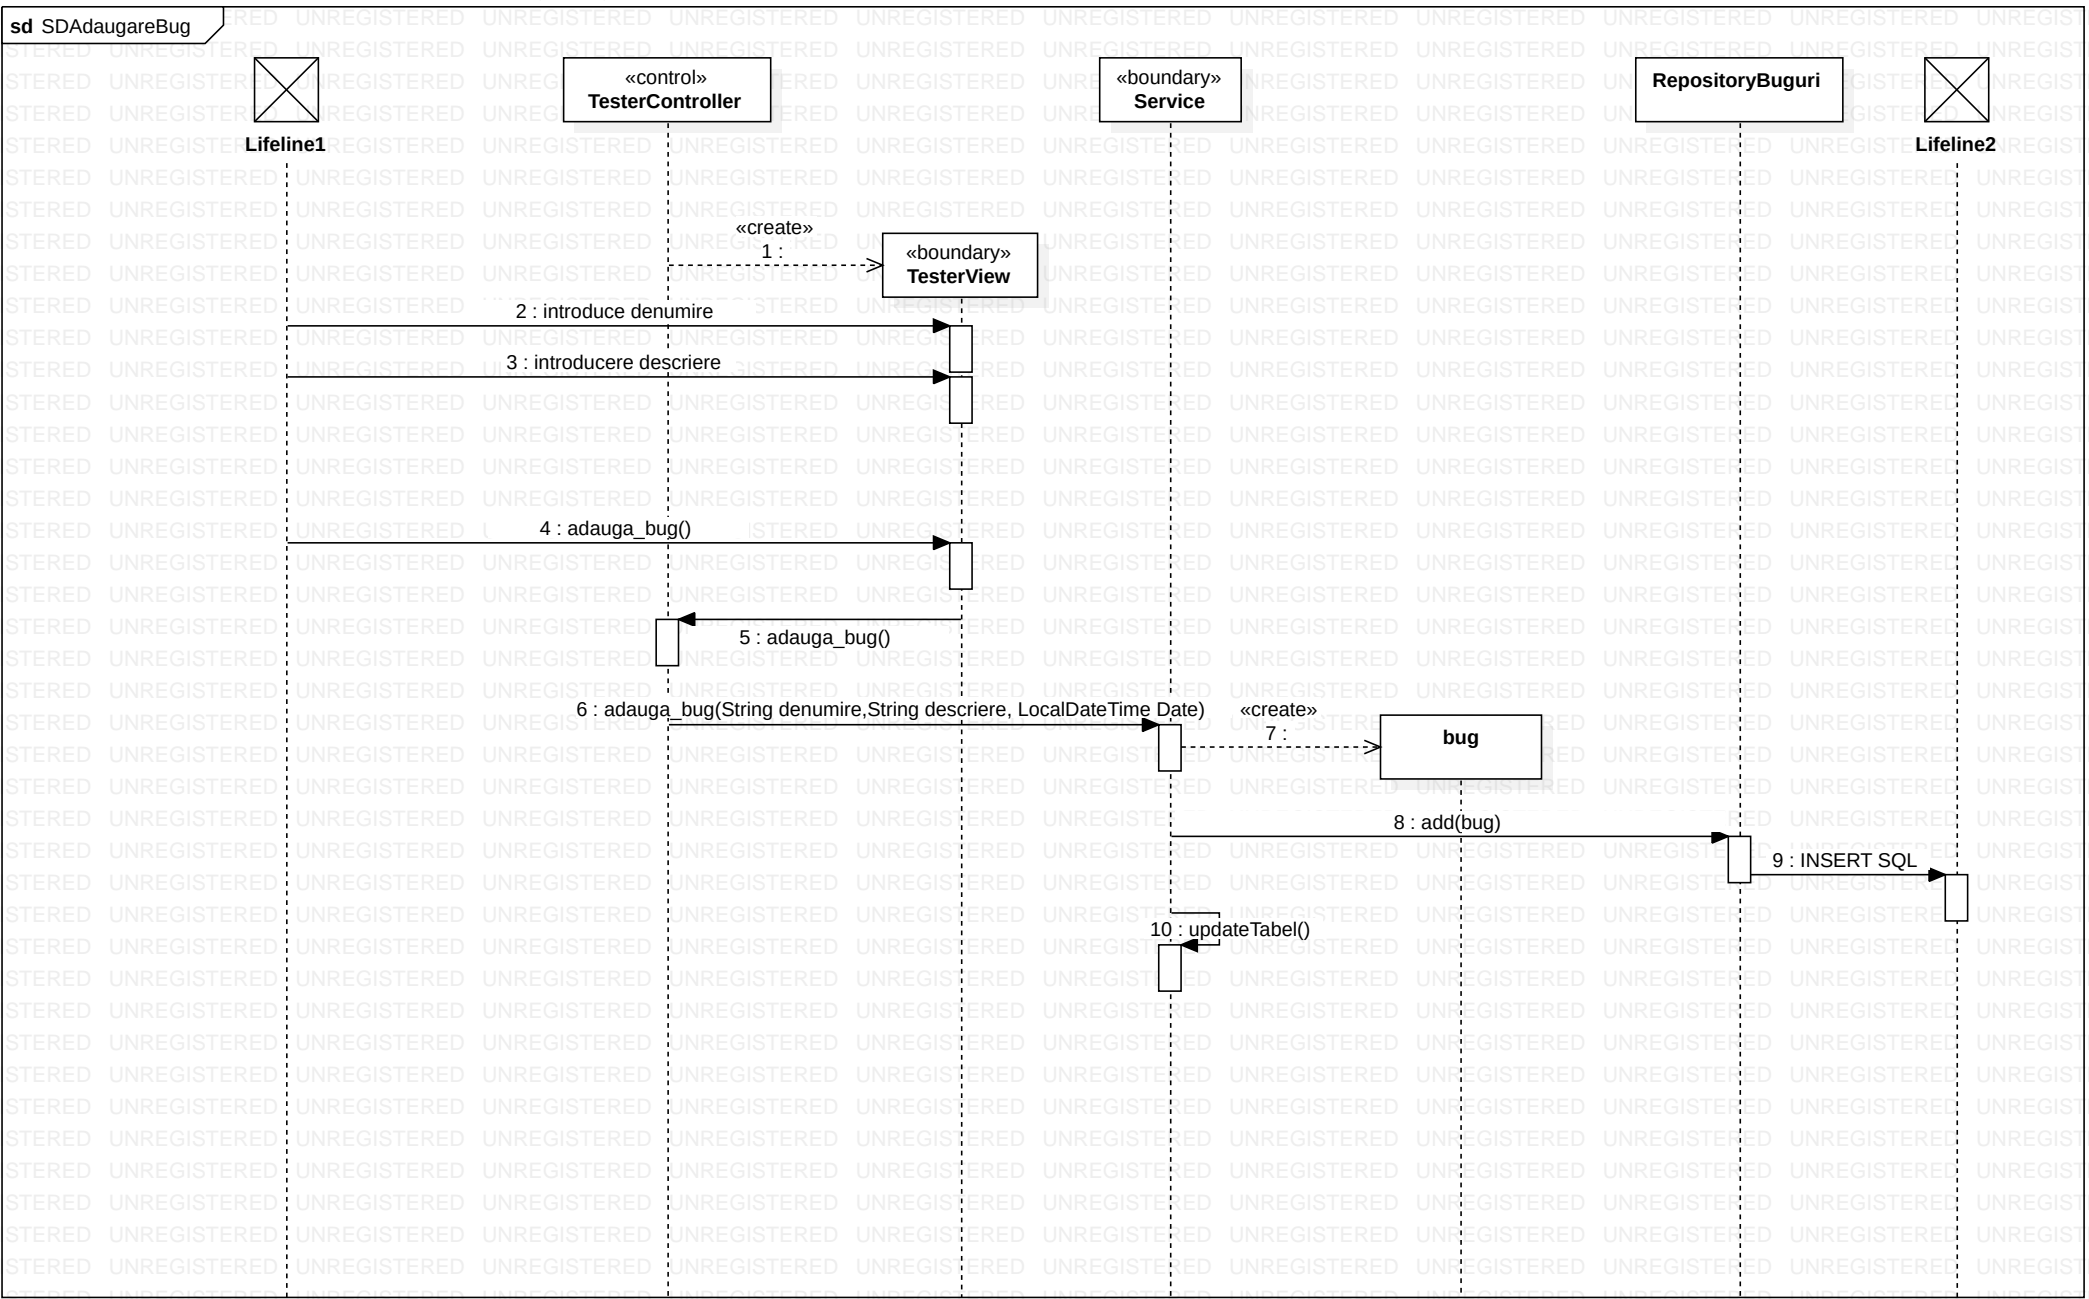 sd SDAdaugareBug
«control»
TesterController
«boundary»
Service
RepositoryBuguri
Lifeline1
Lifeline2
«create»
1 :
«boundary»
TesterView
2 : introduce denumire
3 : introducere descriere
4 : adauga_bug()
5 : adauga_bug()
6 : adauga_bug(String denumire,String descriere, LocalDateTime Date)
«create»
7 :
bug
8 : add(bug)
9 : INSERT SQL
10 : updateTabel()
UNREGISTERED